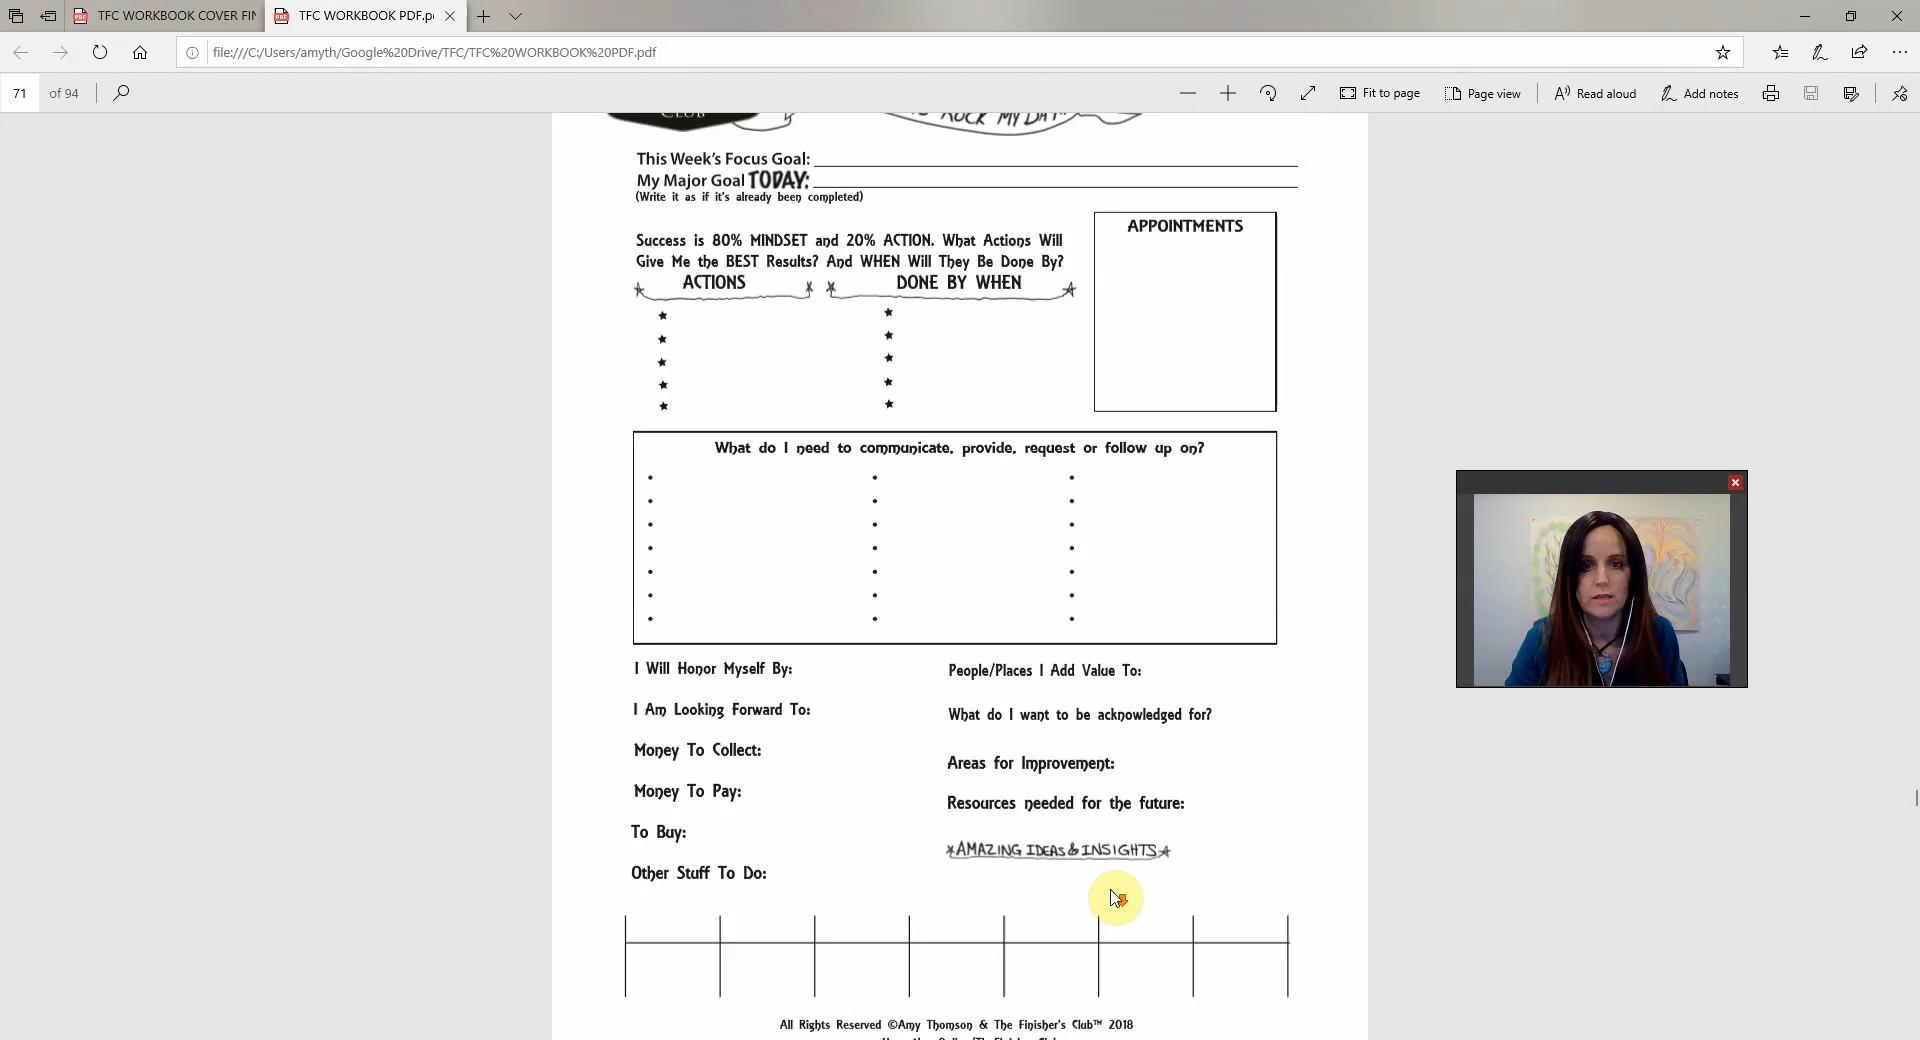 TFC WORKBOOK COVER FIN
TFC WORKBOOK PDF.p
file:///C:/Users/amyth/Google%20Drive/TFC/TFC%20WORKBOOK%20PDF.pdf
71 of 94
Fit to page
Page view
Read aloud
Add notes
CLUB
ROCK MY DAY
This Week's Focus Goal:
My Major Goal TODAY:
(Write it as if it's already been completed)
Success is 80% MINDSET and 20% ACTION. What Actions Will
Give Me the BEST Results? And WHEN Will They Be Done By?
ACTIONS
DONE BY WHEN
APPOINTMENTS
What do I need to communicate, provide, request or follow up on?
I Will Honor Myself By:
I Am Looking Forward To:
Money To Collect:
Money To Pay:
To Buy:
Other Stuff To Do:
People/Places I Add Value To:
What do I want to be acknowledged for?
Areas for Improvement:
Resources needed for the future:
AMAZING IDEAS & INSIGHTS
All Rights Reserved ©Amy Thomson & The Finisher's Club™ 2018